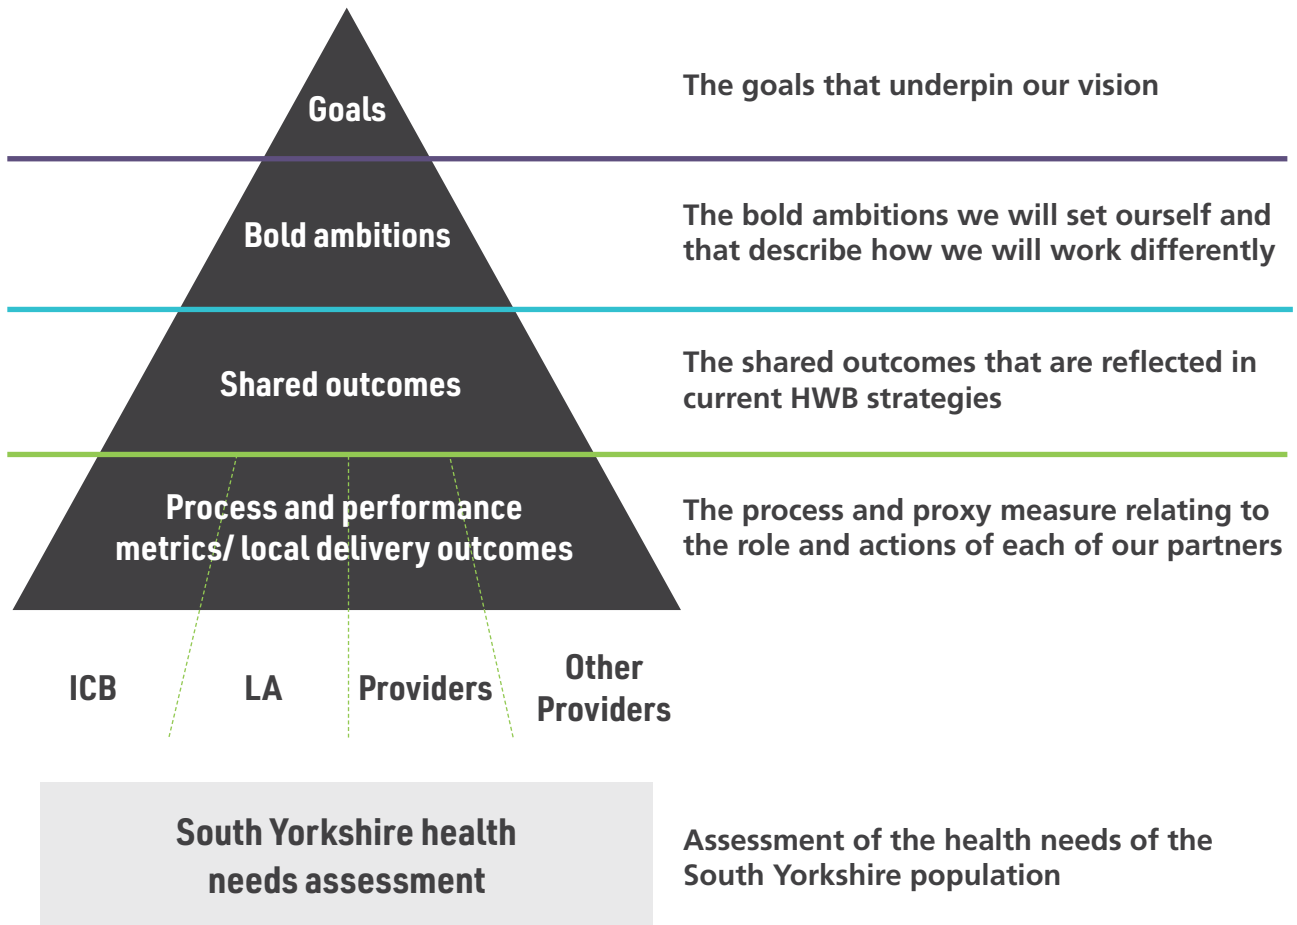 Goals
The goals that underpin our vision
Bold ambitions
The bold ambitions we will set ourself and
that describe how we will work differently
Shared outcomes
The shared outcomes that are reflected in
current HWB strategies
Process and performance
metrics/ local delivery outcomes
The process and proxy measure relating to
the role and actions of each of our partners
ICB
LA
Providers
Other
Providers
South Yorkshire health
needs assessment
Assessment of the health needs of the
South Yorkshire population